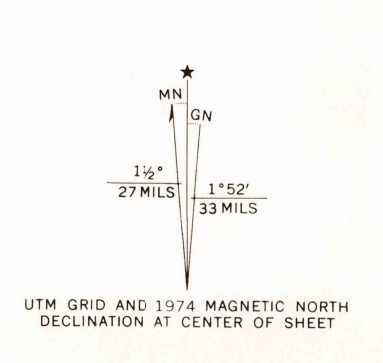 ★
MN
GN
1½°
27 MILS
1°52′
33 MILS
UTM GRID AND 1974 MAGNETIC NORTH
DECLINATION AT CENTER OF SHEET